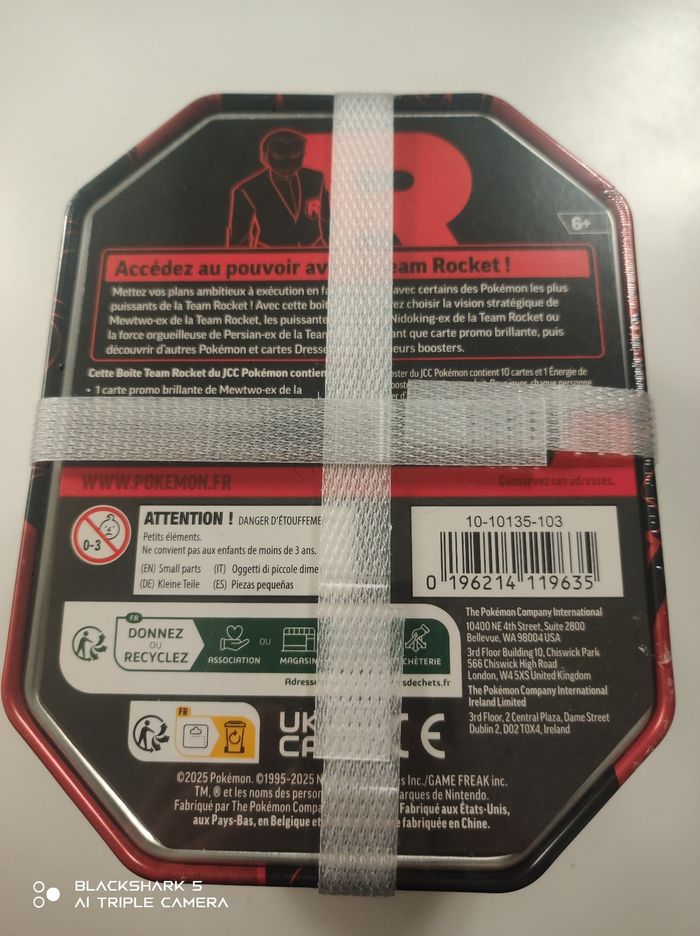 R
6+
Accédez au pouvoir av eam Rocket !
Mettez vos plans ambitieux à exécution en fa avec certains des Pokémon les plus
puissants de la Team Rocket ! Avec cette boît ez choisir la vision stratégique de
Mewtwo-ex de la Team Rocket, les puissante Nidoking-ex de la Team Rocket ou
la force orgueilleuse de Persian-ex de la Team ant que carte promo brillante, puis
découvrir d'autres Pokémon et cartes Dresse eurs boosters.
Cette Boîte Team Rocket du JCC Pokémon contien
• 1 carte promo brillante de Mewtwo-ex de la
oster du JCC Pokémon contient 10 cartes et 1 Énergie de
WWW.POKEMON.FR
Conservez ces adresses.
0-3
ATTENTION ! DANGER D'ÉTOUFFEME
Petits éléments.
Ne convient pas aux enfants de moins de 3 ans.
(EN) Small parts (IT) Oggetti di piccole dime
(DE) Kleine Teile (ES) Piezas pequeñas
10-10135-103
0 196214 119635
FR
DONNEZ
OU
RECYCLEZ
ASSOCIATION
OU
MAGASIN
CHÈTERIE
Adresse sdechets.fr
The Pokémon Company International
10400 NE 4th Street, Suite 2800
Bellevue, WA 98004 USA
3rd Floor Building 10, Chiswick Park
566 Chiswick High Road
London, W4 5XS United Kingdom
The Pokémon Company International
Ireland Limited
3rd Floor, 2 Central Plaza, Dame Street
Dublin 2, D02 T0X4, Ireland
FR
UK
CA
CE
©2025 Pokémon. ©1995-2025 N s Inc./GAME FREAK inc.
TM, ® et les noms des person arques de Nintendo.
Fabriqué par The Pokémon Compa Fabriqué aux États-Unis,
aux Pays-Bas, en Belgique e e fabriquée en Chine.
BLACKSHARK 5
AI TRIPLE CAMERA